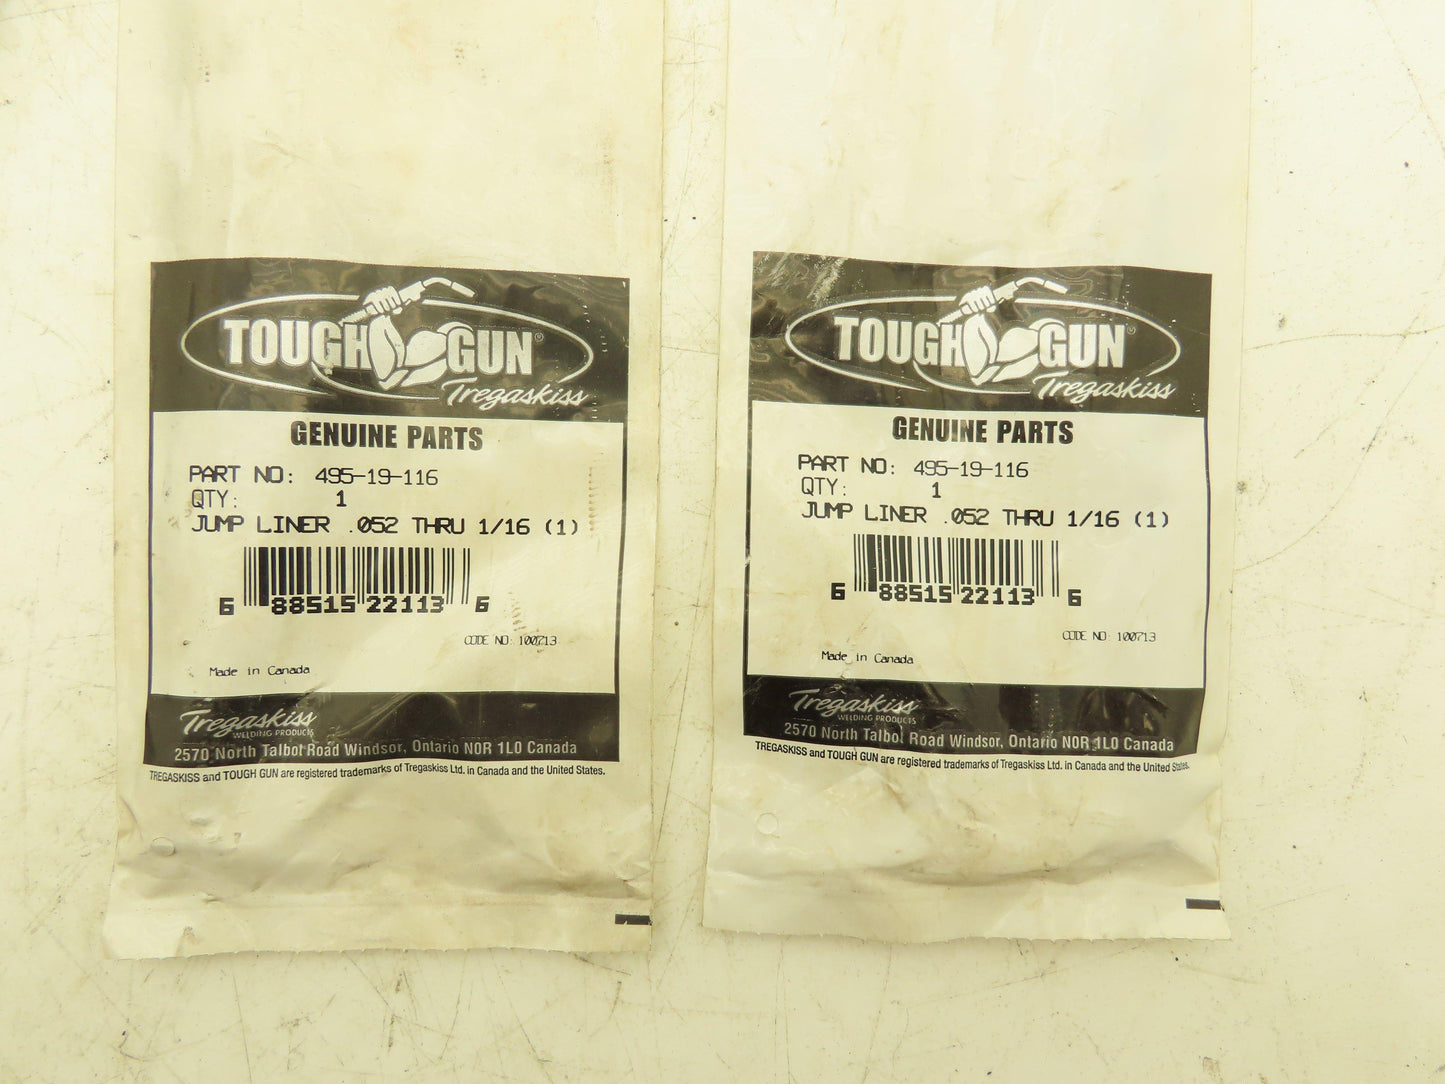 TOUGH GUN®
Tregaskiss
GENUINE PARTS
PART NO: 495-19-116
QTY: 1
JUMP LINER .052 THRU 1/16 (1)
6 88515 22113 6
CODE NO: 100713
Made in Canada
Tregaskiss
WELDING PRODUCTS
2570 North Talbot Road Windsor, Ontario N0R 1L0 Canada
TREGASKISS and TOUGH GUN are registered trademarks of Tregaskiss Ltd. in Canada and the United States.
TOUGH GUN®
Tregaskiss
GENUINE PARTS
PART NO: 495-19-116
QTY: 1
JUMP LINER .052 THRU 1/16 (1)
6 88515 22113 6
CODE NO: 100713
Made in Canada
Tregaskiss
WELDING PRODUCTS
2570 North Talbot Road Windsor, Ontario N0R 1L0 Canada
TREGASKISS and TOUGH GUN are registered trademarks of Tregaskiss Ltd. in Canada and the United States.